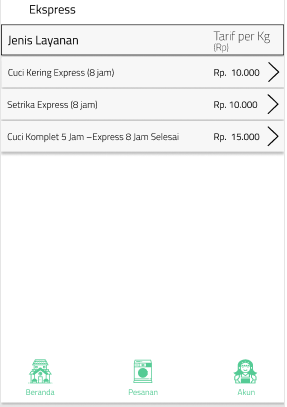 Ekspress
Jenis Layanan Tarif per Kg
(Rp)
Cuci Kering Express (8 jam) Rp. 10.000
Setrika Express (8 jam) Rp. 10.000
Cuci Komplet 5 Jam –Express 8 Jam Selesai Rp. 15.000
Beranda Pesanan Akun